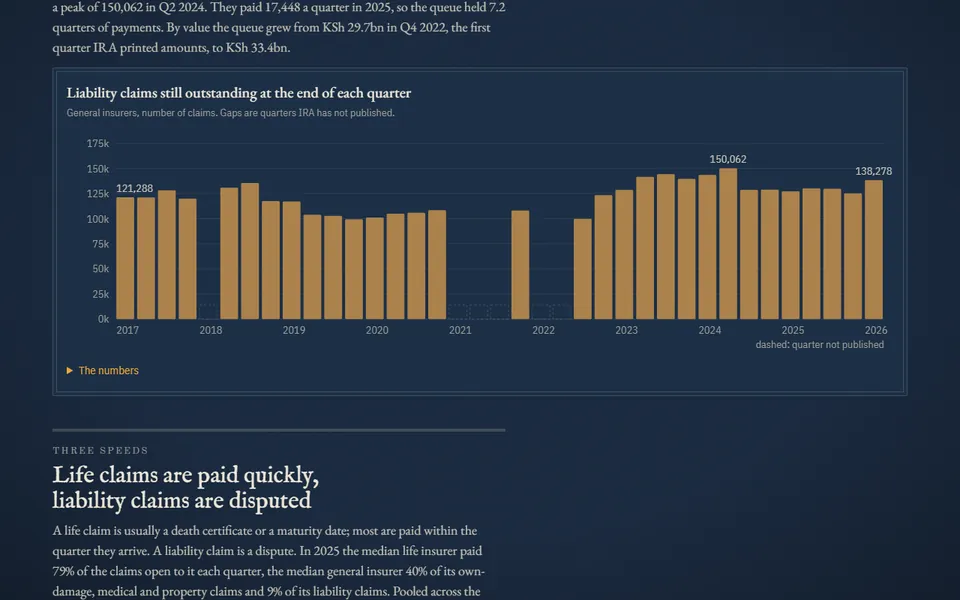 a peak of 150,062 in Q2 2024. They paid 17,448 a quarter in 2025, so the queue held 7.2
quarters of payments. By value the queue grew from KSh 29.7bn in Q4 2022, the first
quarter IRA printed amounts, to KSh 33.4bn.
Liability claims still outstanding at the end of each quarter
General insurers, number of claims. Gaps are quarters IRA has not published.
175k
150k
125k
100k
75k
50k
25k
0k
121,288
150,062
138,278
2017 2018 2019 2020 2021 2022 2023 2024 2025 2026
dashed: quarter not published
▶ The numbers
THREE SPEEDS
Life claims are paid quickly,
liability claims are disputed
A life claim is usually a death certificate or a maturity date; most are paid within the
quarter they arrive. A liability claim is a dispute. In 2025 the median life insurer paid
79% of the claims open to it each quarter, the median general insurer 40% of its own-
damage, medical and property claims and 9% of its liability claims. Pooled across the